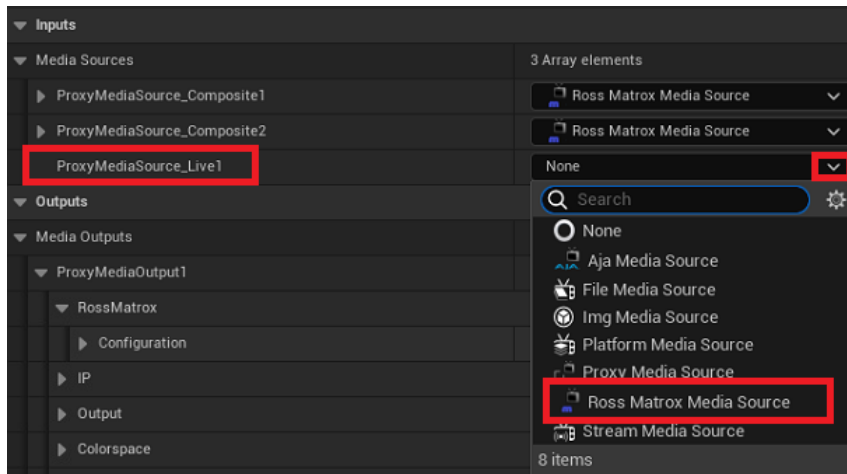 Inputs
Media Sources 3 Array elements
ProxyMediaSource_Composite1 Ross Matrox Media Source
ProxyMediaSource_Composite2 Ross Matrox Media Source
ProxyMediaSource_Live1 None
Outputs Search
Media Outputs None
ProxyMediaOutput1 Aja Media Source
File Media Source
RossMatrox Img Media Source
Configuration Platform Media Source
IP Proxy Media Source
Output Ross Matrox Media Source
Colorspace Stream Media Source
8 items